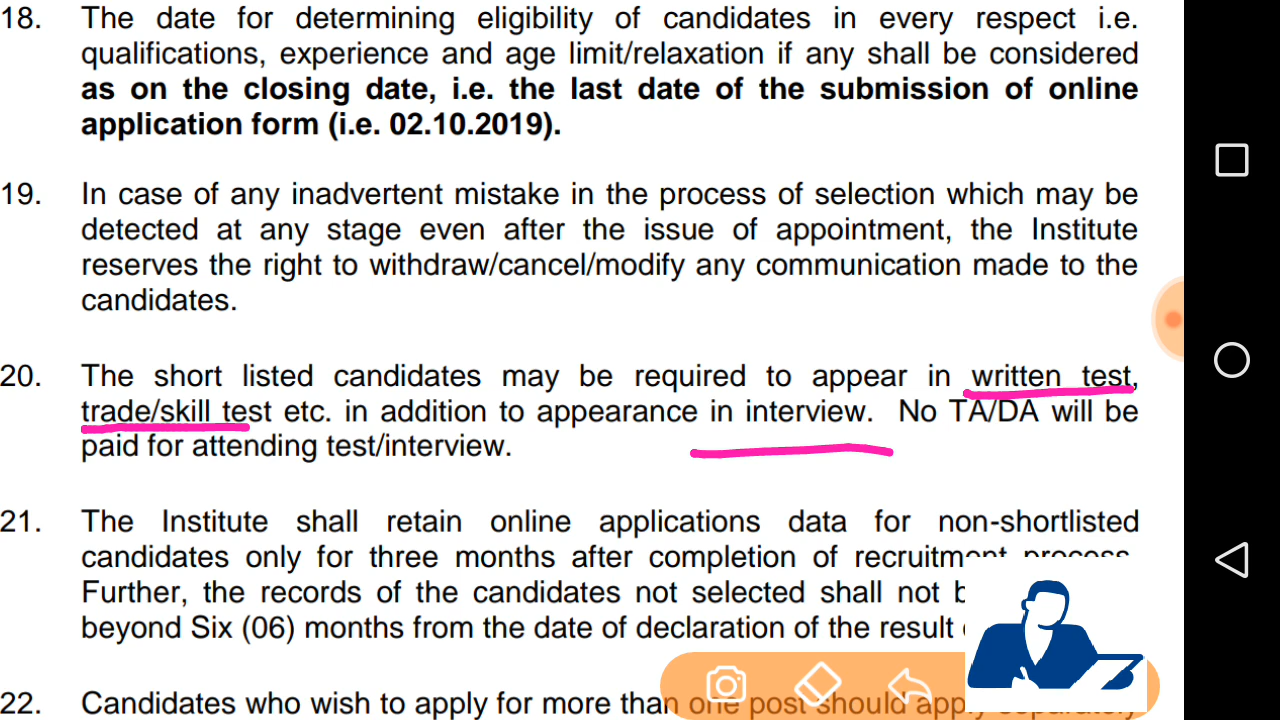 18. The date for determining eligibility of candidates in every respect i.e.
qualifications, experience and age limit/relaxation if any shall be considered
as on the closing date, i.e. the last date of the submission of online
application form (i.e. 02.10.2019).
19. In case of any inadvertent mistake in the process of selection which may be
detected at any stage even after the issue of appointment, the Institute
reserves the right to withdraw/cancel/modify any communication made to the
candidates.
20. The short listed candidates may be required to appear in written test,
trade/skill test etc. in addition to appearance in interview. No TA/DA will be
paid for attending test/interview.
21. The Institute shall retain online applications data for non-shortlisted
candidates only for three months after completion of recruitment process.
Further, the records of the candidates not selected shall not
beyond Six (06) months from the date of declaration of the result
22. Candidates who wish to apply for more than one post should apply separately